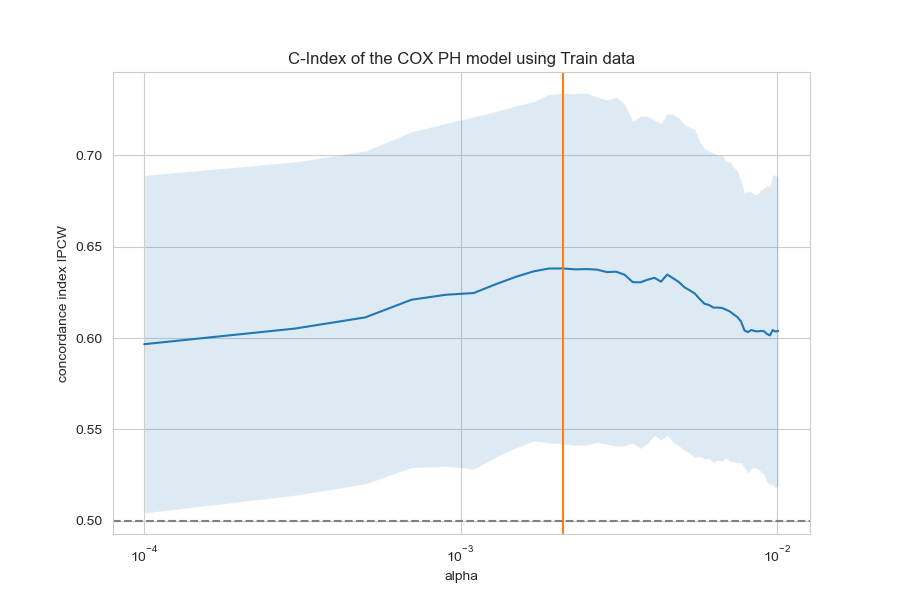 C-Index of the COX PH model using Train data
concordance index IPCW
0.70
0.65
0.60
0.55
0.50
10⁻⁴ 10⁻³ 10⁻²
alpha